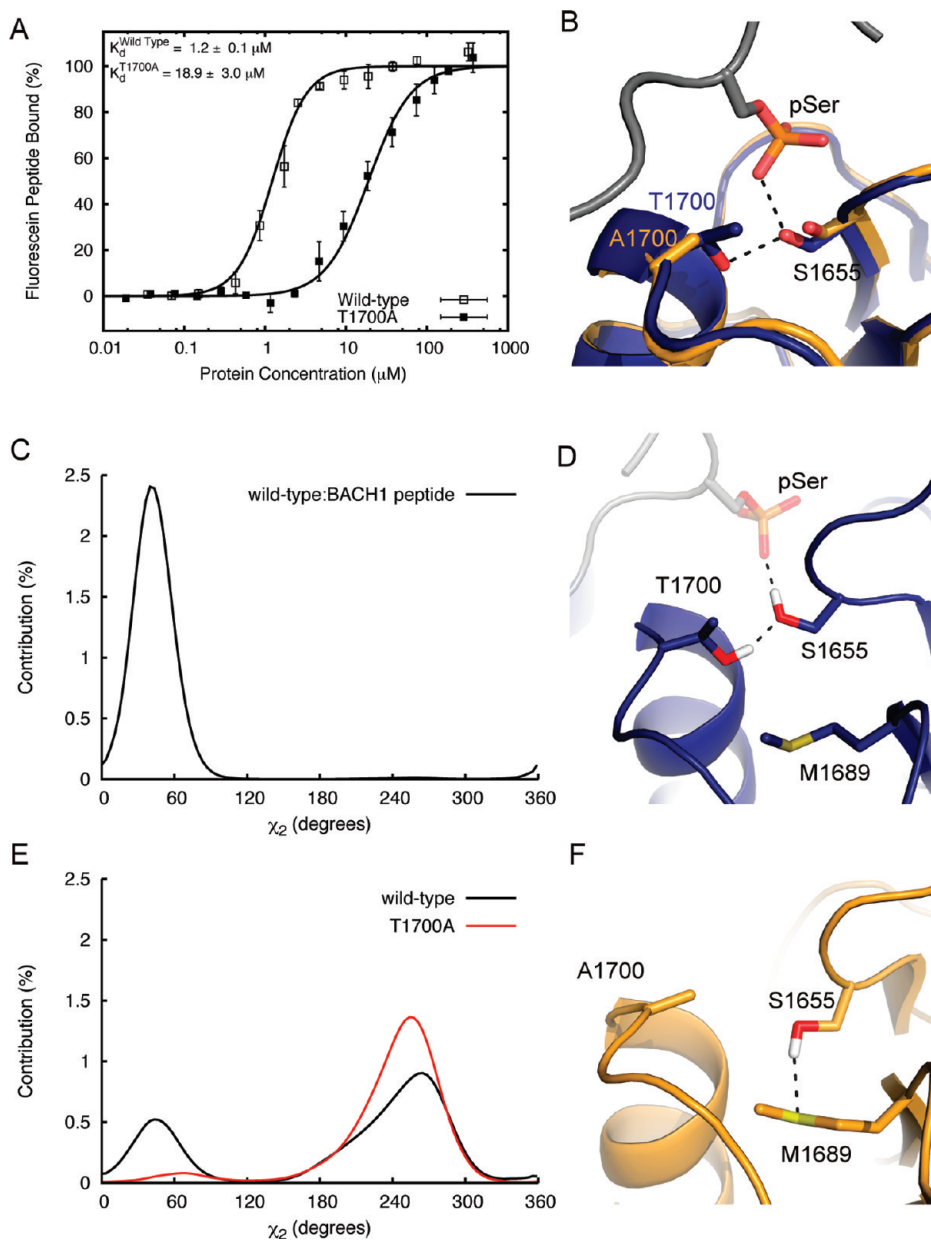 A
K_d^Wild Type = 1.2 ± 0.1 μM
K_d^T1700A = 18.9 ± 3.0 μM
Fluorescein Peptide Bound (%)
100
80
60
40
20
0
Wild-type
T1700A
0.01 0.1 1 10 100 1000
Protein Concentration (μM)
B
pSer
T1700
A1700
S1655
C
wild-type:BACH1 peptide
Contribution (%)
2.5
2
1.5
1
0.5
0
0 60 120 180 240 300 360
χ₂ (degrees)
D
pSer
T1700
S1655
M1689
E
wild-type
T1700A
Contribution (%)
2.5
2
1.5
1
0.5
0
0 60 120 180 240 300 360
χ₂ (degrees)
F
A1700
S1655
M1689